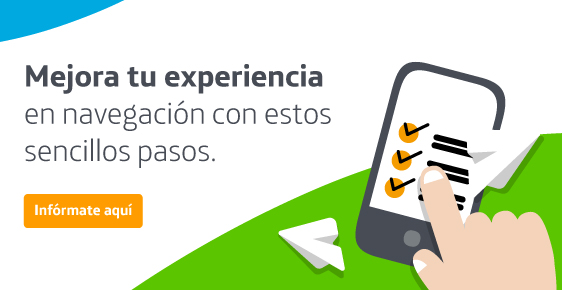 Mejora tu experiencia
en navegación con estos
sencillos pasos.
Infórmate aquí